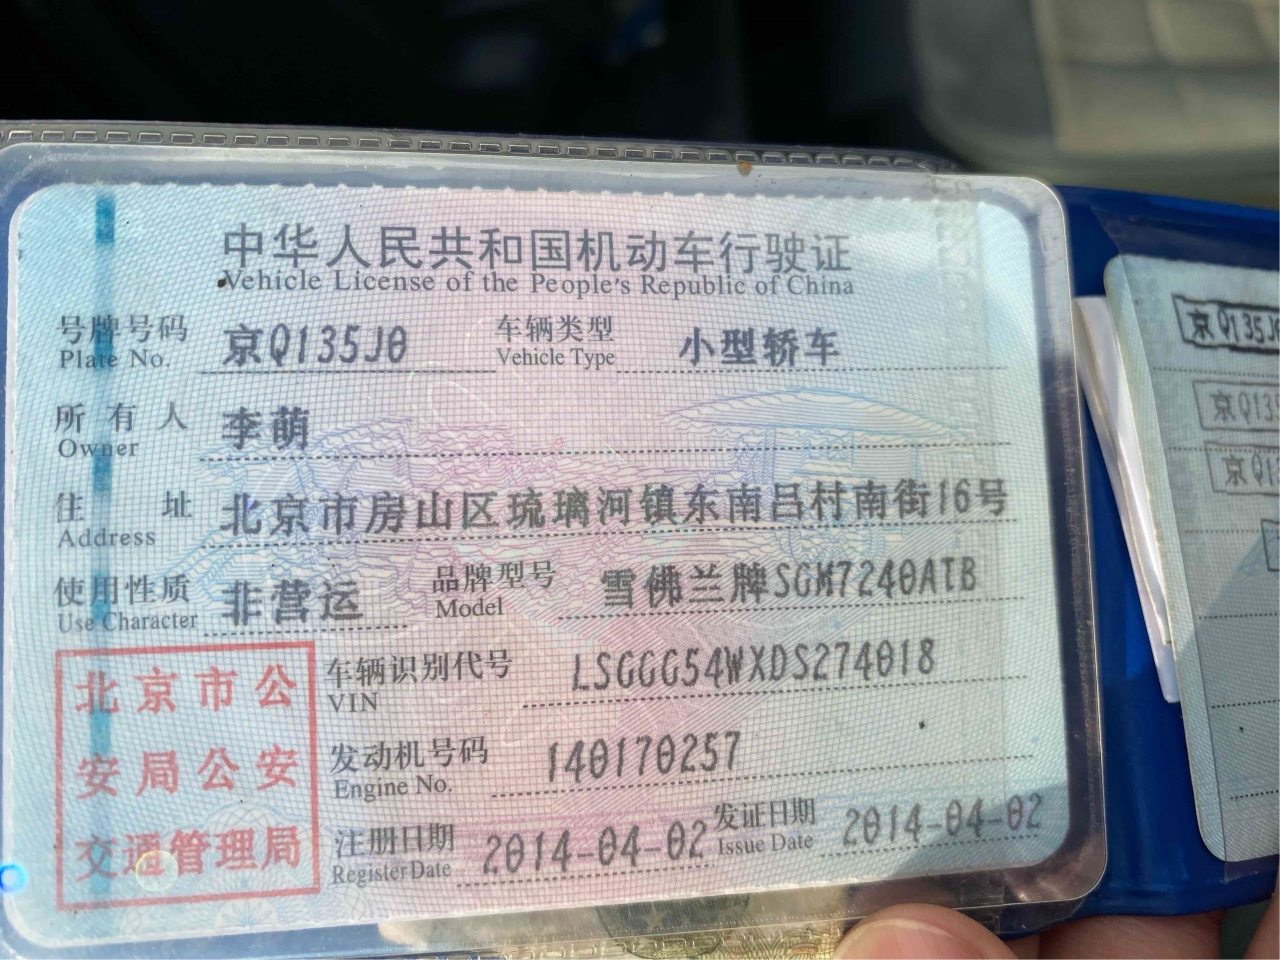 中华人民共和国机动车行驶证
Vehicle License of the People's Republic of China
号牌号码 京Q135J0 车辆类型 小型轿车
Plate No. Vehicle Type
所有人 李萌
Owner
住址 北京市房山区琉璃河镇东南吕村南街16号
Address
使用性质 非营运 品牌型号 雪佛兰牌SGM7240ATB
Use Character Model
车辆识别代号 LSGGG54WXDS274018
VIN
发动机号码 140170257
Engine No.
注册日期 2014-04-02 发证日期 2014-04-02
Register Date Issue Date
北京市公
安局公安
交通管理局
京Q135J
京Q13
京Q1